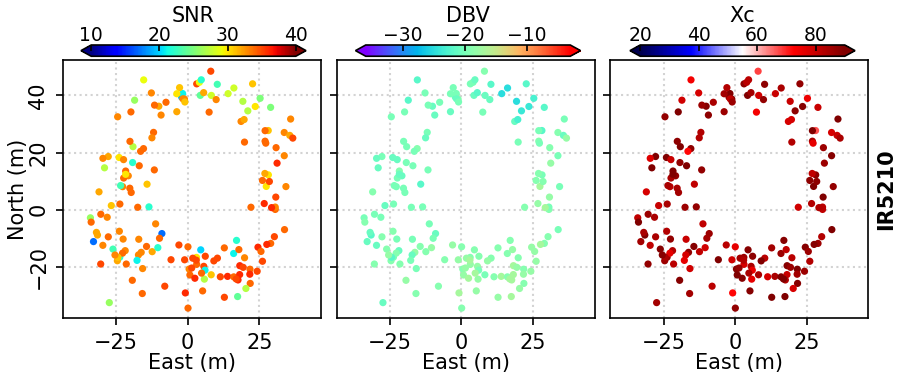 SNR DBV Xc
10 20 30 40 −30 −20 −10 20 40 60 80
North (m)
40
20
0
−20
−25 0 25 −25 0 25 −25 0 25
East (m) East (m) East (m)
IR5210